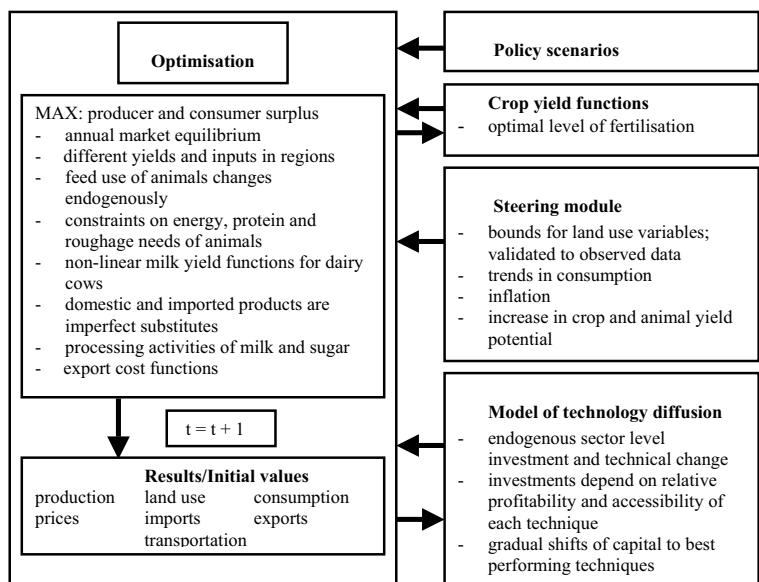 Optimisation
MAX: producer and consumer surplus
- annual market equilibrium
- different yields and inputs in regions
- feed use of animals changes
endogenously
- constraints on energy, protein and
roughage needs of animals
- non-linear milk yield functions for dairy
cows
- domestic and imported products are
imperfect substitutes
- processing activities of milk and sugar
- export cost functions
t = t + 1
Results/Initial values
production land use consumption
prices imports exports
transportation
Policy scenarios
Crop yield functions
- optimal level of fertilisation
Steering module
- bounds for land use variables;
validated to observed data
- trends in consumption
- inflation
- increase in crop and animal yield
potential
Model of technology diffusion
- endogenous sector level
investment and technical change
- investments depend on relative
profitability and accessibility of
each technique
- gradual shifts of capital to best
performing techniques